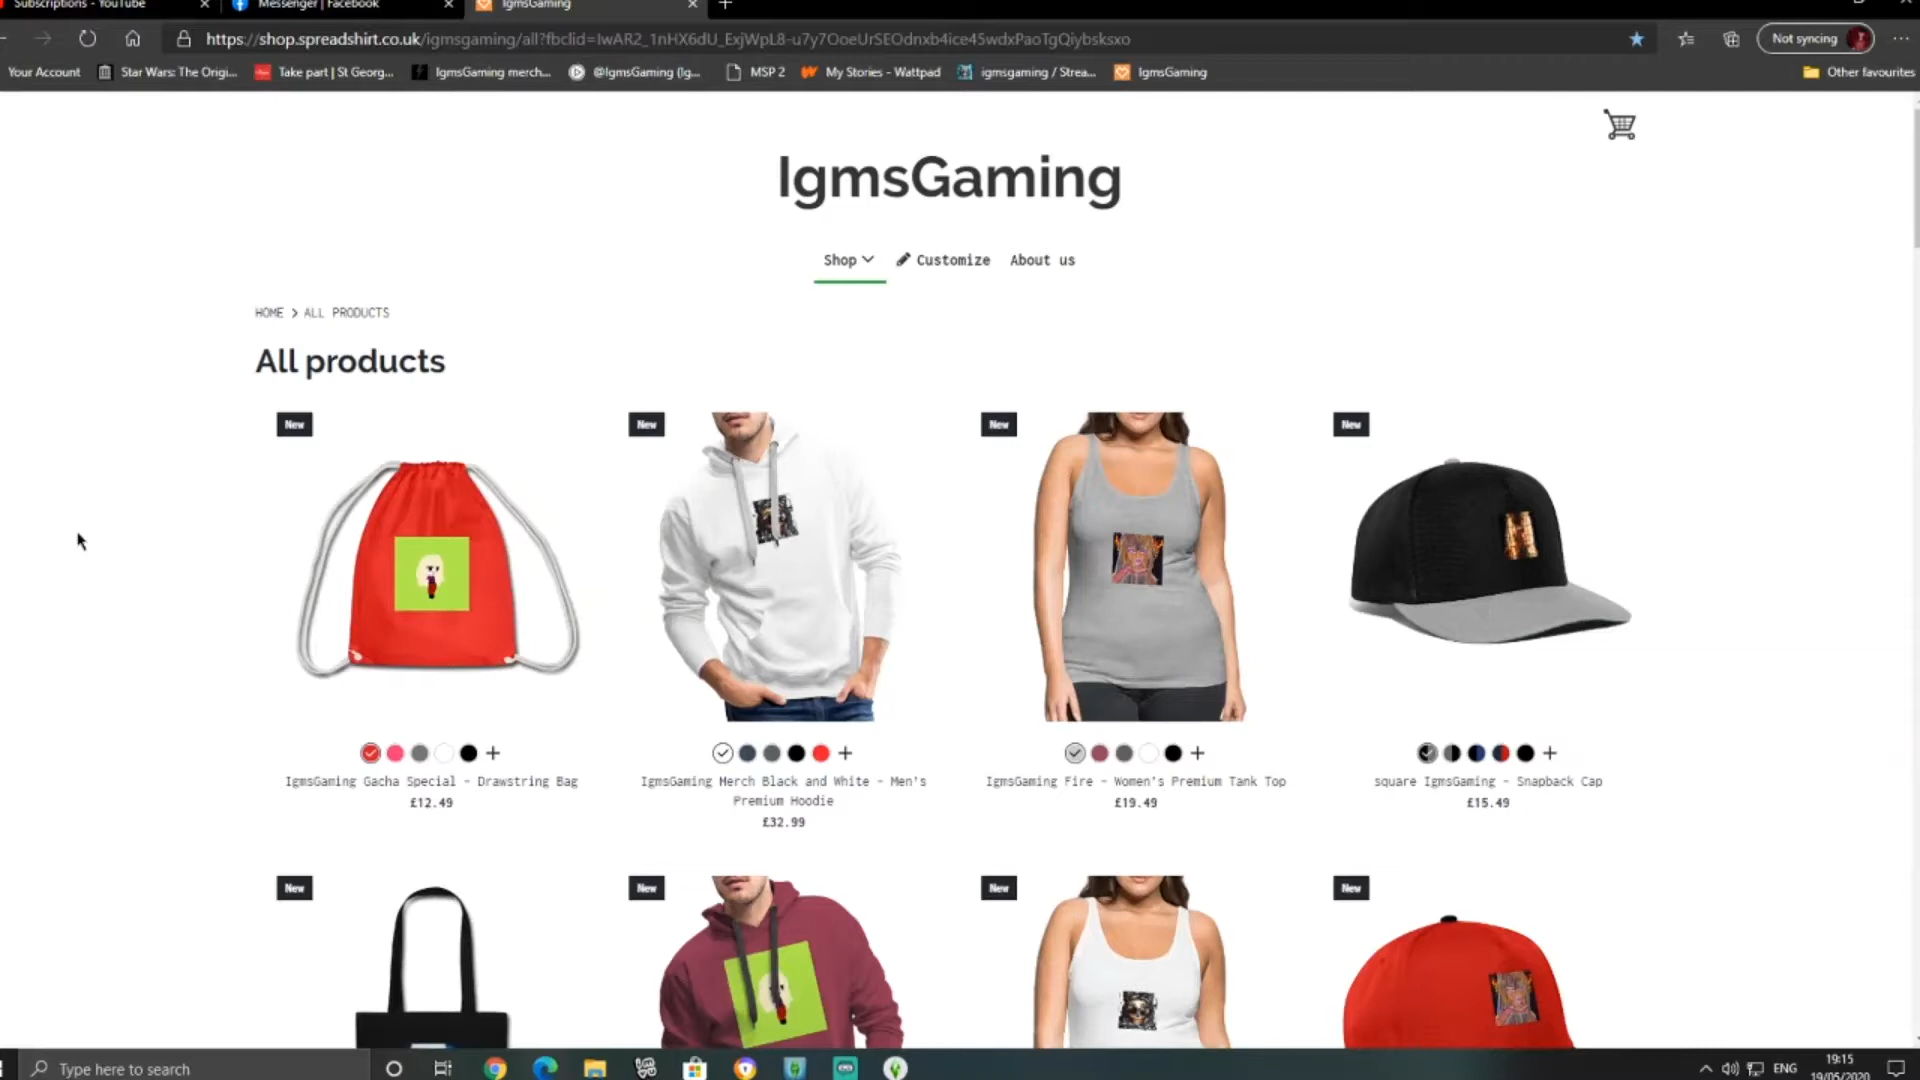 Subscriptions - YouTube
Messenger | Facebook
IgmsGaming
https://shop.spreadshirt.co.uk/igmsgaming/all?fbclid=IwAR2_1nHX6dU_ExjWpL8-u7y7OoeUrSEOdnxb4ice45wdxPaoTgQiybsksxo
Not syncing
Your Account
Star Wars: The Origi...
Take part | St Georg...
IgmsGaming merch...
@IgmsGaming (Ig...
MSP 2
My Stories - Wattpad
igmsgaming / Strea...
IgmsGaming
Other favourites
IgmsGaming
Shop
Customize
About us
HOME > ALL PRODUCTS
All products
New
New
New
New
IgmsGaming Gacha Special - Drawstring Bag
£12.49
IgmsGaming Merch Black and White - Men's
Premium Hoodie
£32.99
IgmsGaming Fire - Women's Premium Tank Top
£19.49
square IgmsGaming - Snapback Cap
£15.49
New
New
New
New
Type here to search
ENG
19:15
19/05/2020